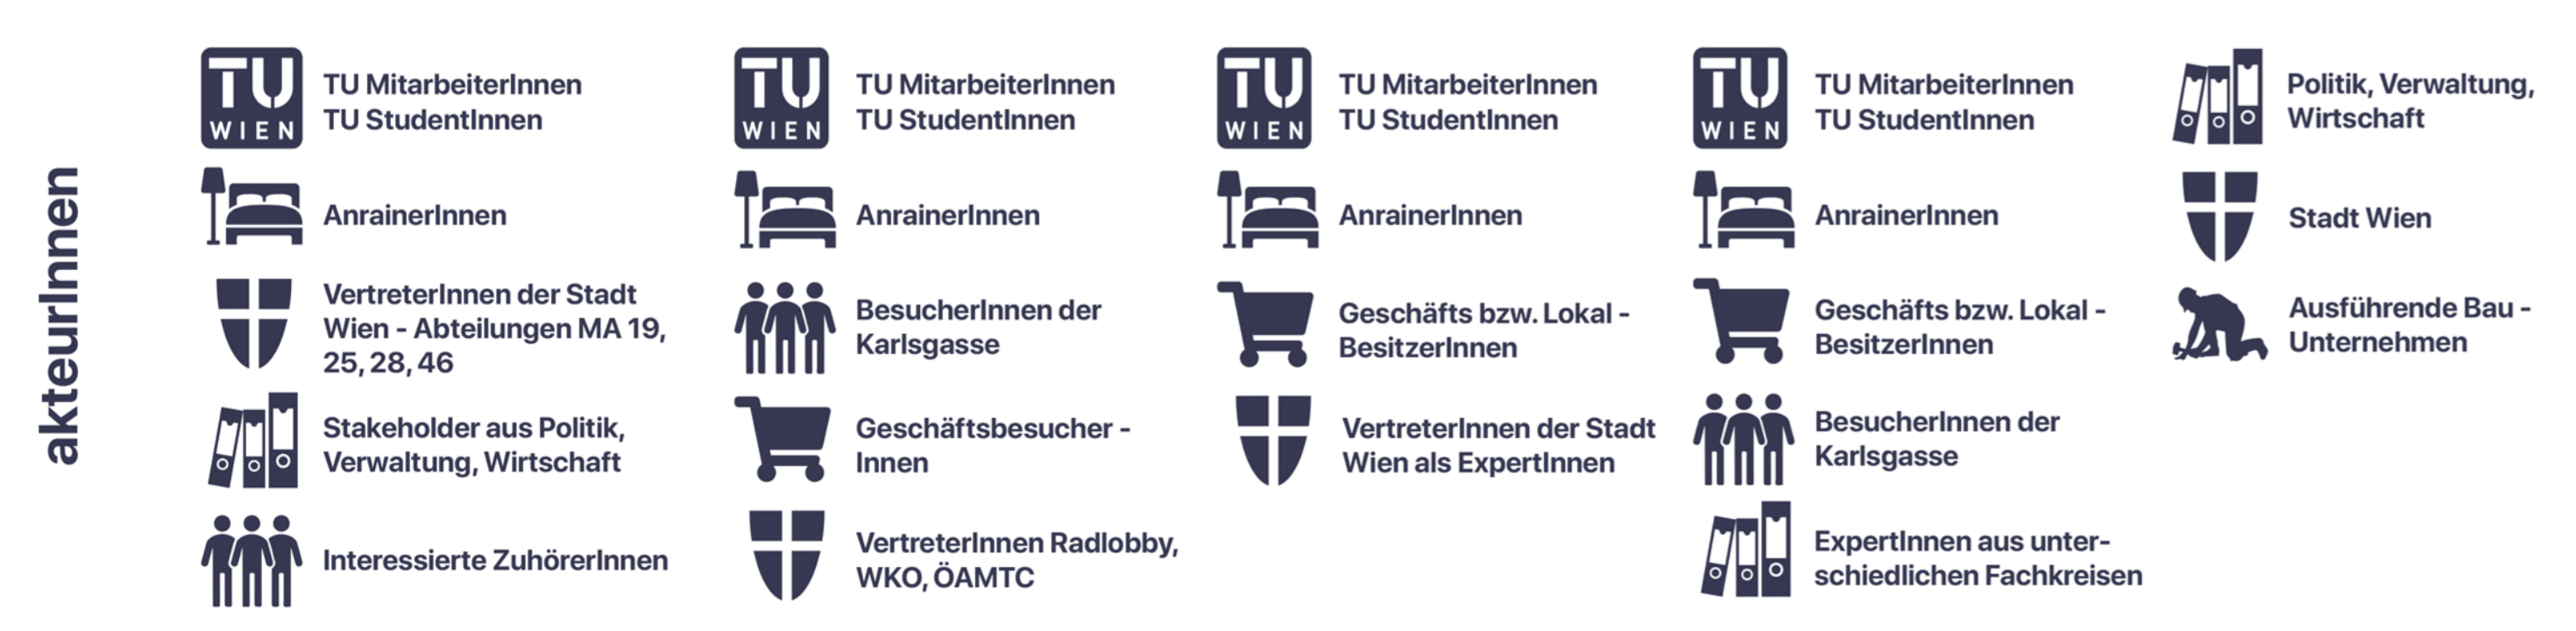 akteurInnen
TU WIEN
TU MitarbeiterInnen
TU StudentInnen
AnrainerInnen
VertreterInnen der Stadt
Wien - Abteilungen MA 19,
25, 28, 46
Stakeholder aus Politik,
Verwaltung, Wirtschaft
Interessierte ZuhörerInnen
TU WIEN
TU MitarbeiterInnen
TU StudentInnen
AnrainerInnen
BesucherInnen der
Karlsgasse
Geschäftsbesucher -
Innen
VertreterInnen Radlobby,
WKO, ÖAMTC
TU WIEN
TU MitarbeiterInnen
TU StudentInnen
AnrainerInnen
Geschäfts bzw. Lokal -
BesitzerInnen
VertreterInnen der Stadt
Wien als ExpertInnen
TU WIEN
TU MitarbeiterInnen
TU StudentInnen
AnrainerInnen
Geschäfts bzw. Lokal -
BesitzerInnen
BesucherInnen der
Karlsgasse
ExpertInnen aus unter-
schiedlichen Fachkreisen
Politik, Verwaltung,
Wirtschaft
Stadt Wien
Ausführende Bau -
Unternehmen